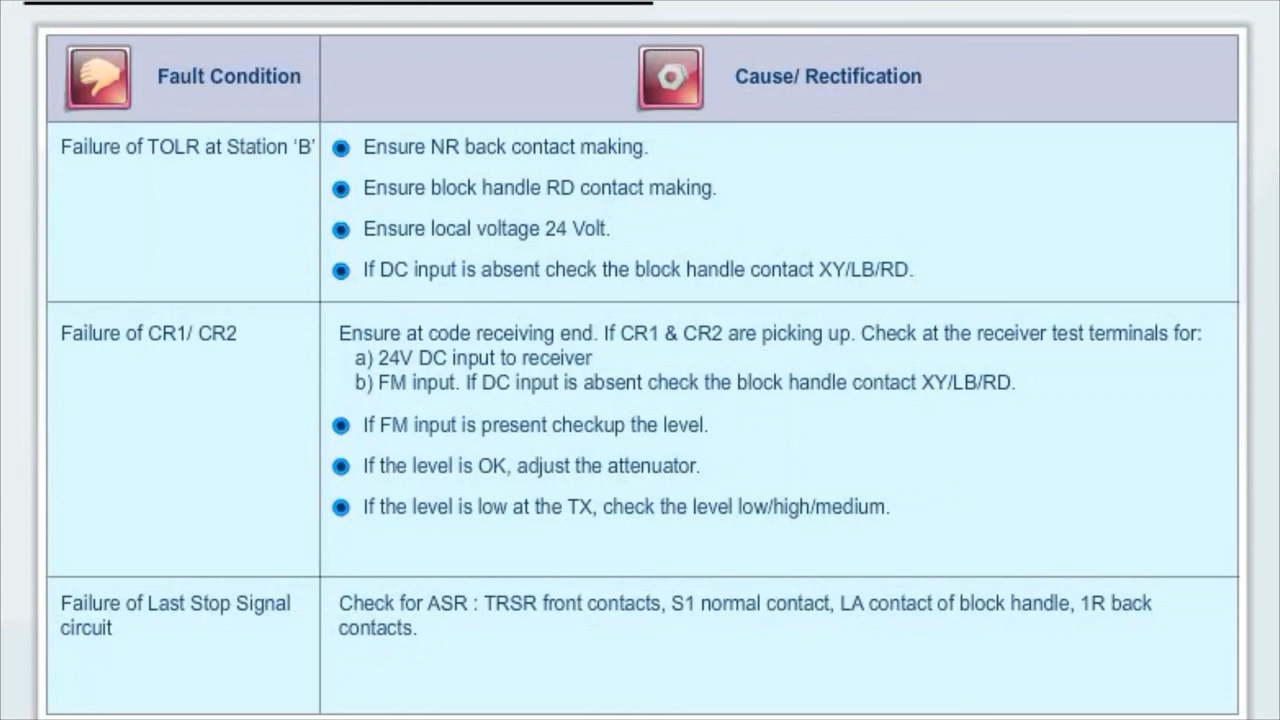 Fault Condition
Cause/ Rectification
Failure of TOLR at Station ‘B’
Ensure NR back contact making.
Ensure block handle RD contact making.
Ensure local voltage 24 Volt.
If DC input is absent check the block handle contact XY/LB/RD.
Failure of CR1/ CR2
Ensure at code receiving end. If CR1 & CR2 are picking up. Check at the receiver test terminals for:
a) 24V DC input to receiver
b) FM input. If DC input is absent check the block handle contact XY/LB/RD.
If FM input is present checkup the level.
If the level is OK, adjust the attenuator.
If the level is low at the TX, check the level low/high/medium.
Failure of Last Stop Signal
circuit
Check for ASR : TRSR front contacts, S1 normal contact, LA contact of block handle, 1R back
contacts.